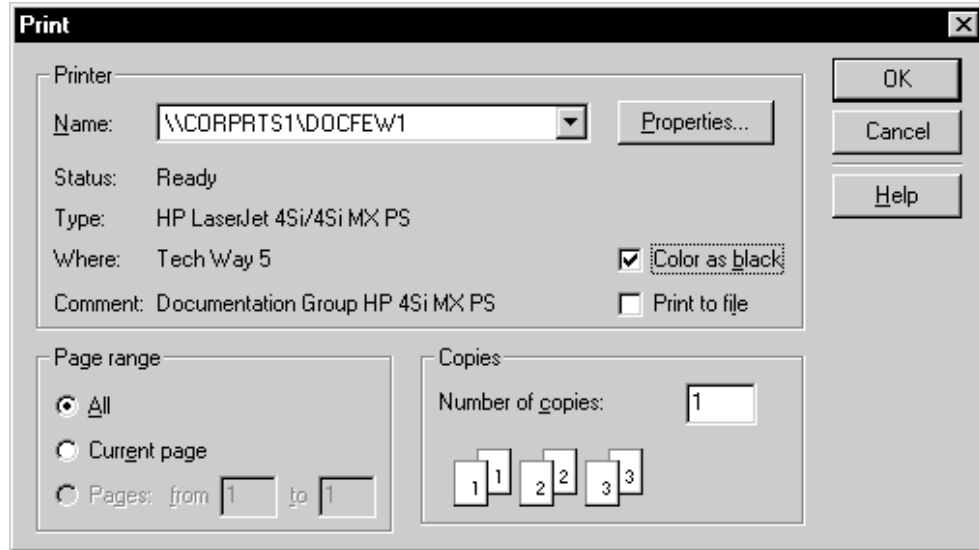 Print
Printer
Name: \\CORPRTS1\DOCFEW1 Properties...
Status: Ready
Type: HP LaserJet 4Si/4Si MX PS
Where: Tech Way 5
Color as black
Comment: Documentation Group HP 4Si MX PS
Print to file
OK
Cancel
Help
Page range
All
Current page
Pages: from 1 to 1
Copies
Number of copies: 1
1 1 2 2 3 3